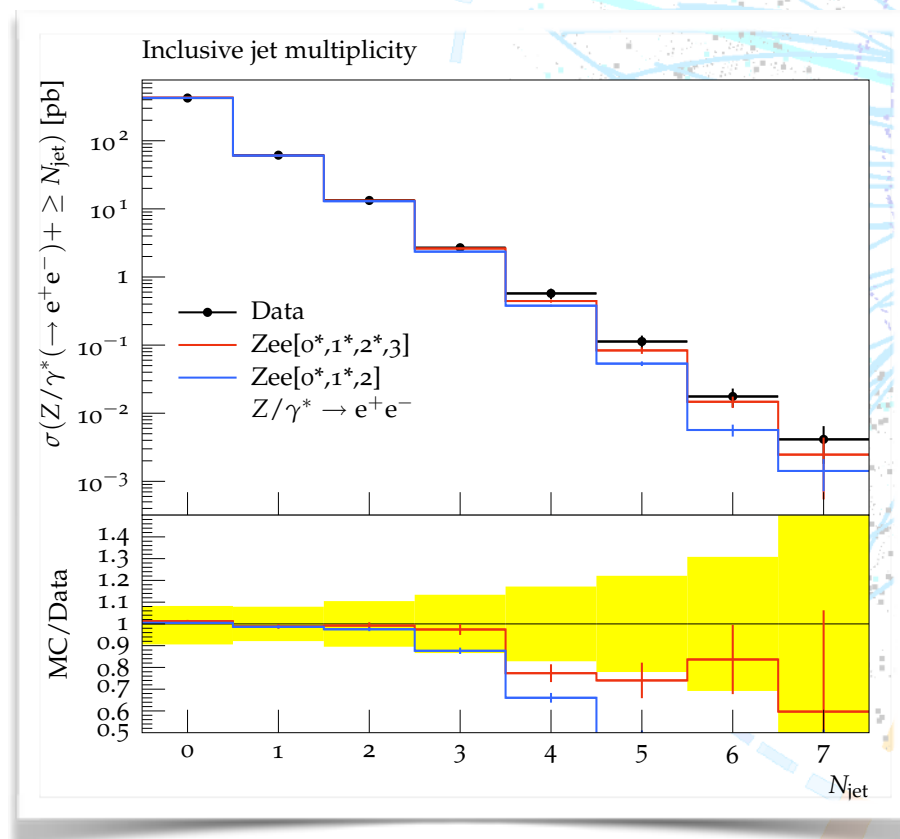 Inclusive jet multiplicity
σ(Z/γ*(→ e⁺e⁻)+ ≥ N_jet) [pb]
10²
10¹
1
10⁻¹
10⁻²
10⁻³
Data
Zee[0*,1*,2*,3]
Zee[0*,1*,2]
Z/γ* → e⁺e⁻
MC/Data
1.4
1.3
1.2
1.1
1
0.9
0.8
0.7
0.6
0.5
0 1 2 3 4 5 6 7
N_jet